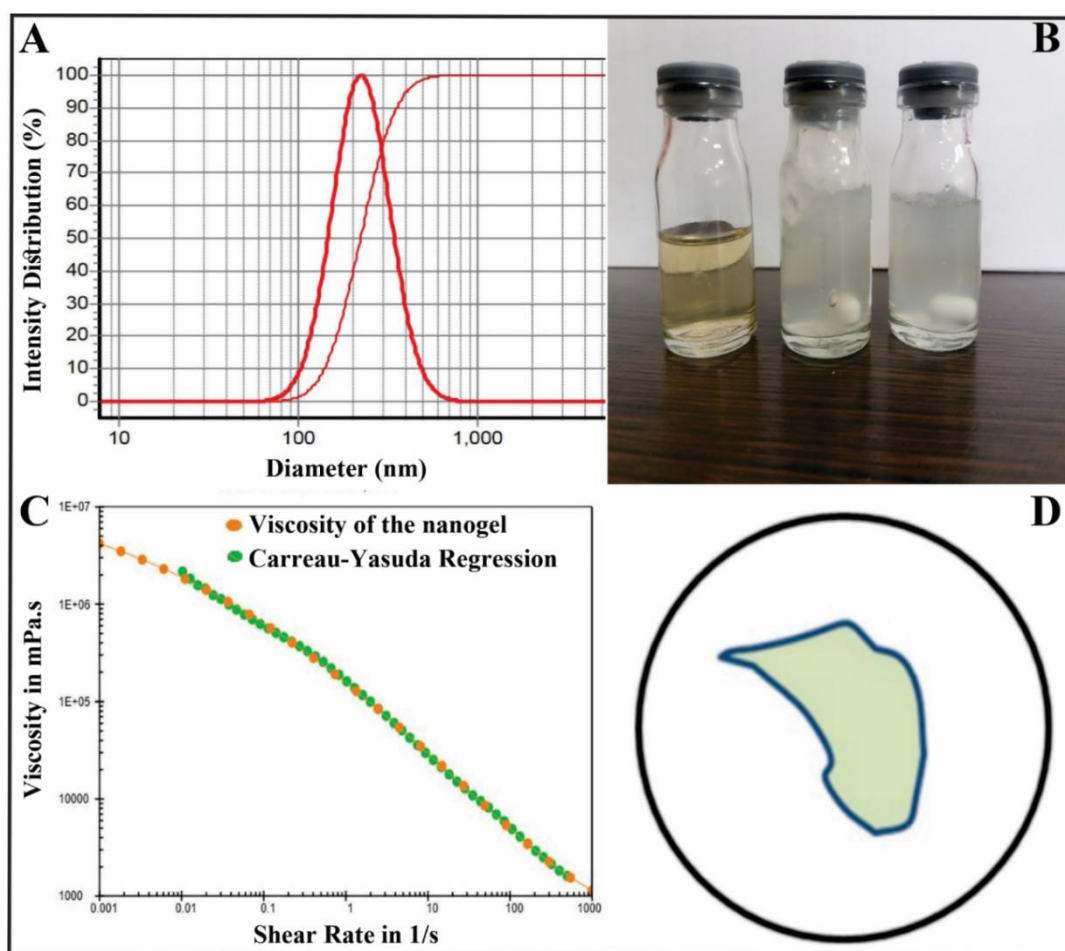 A
Intensity Distribution (%)
100
90
80
70
60
50
40
30
20
10
0
10
100
1,000
Diameter (nm)
B
C
Viscosity of the nanogel
Carreau-Yasuda Regression
Viscosity in mPa.s
1E+07
1E+06
1E+05
10000
1000
0.001
0.01
0.1
1
10
100
1000
Shear Rate in 1/s
D